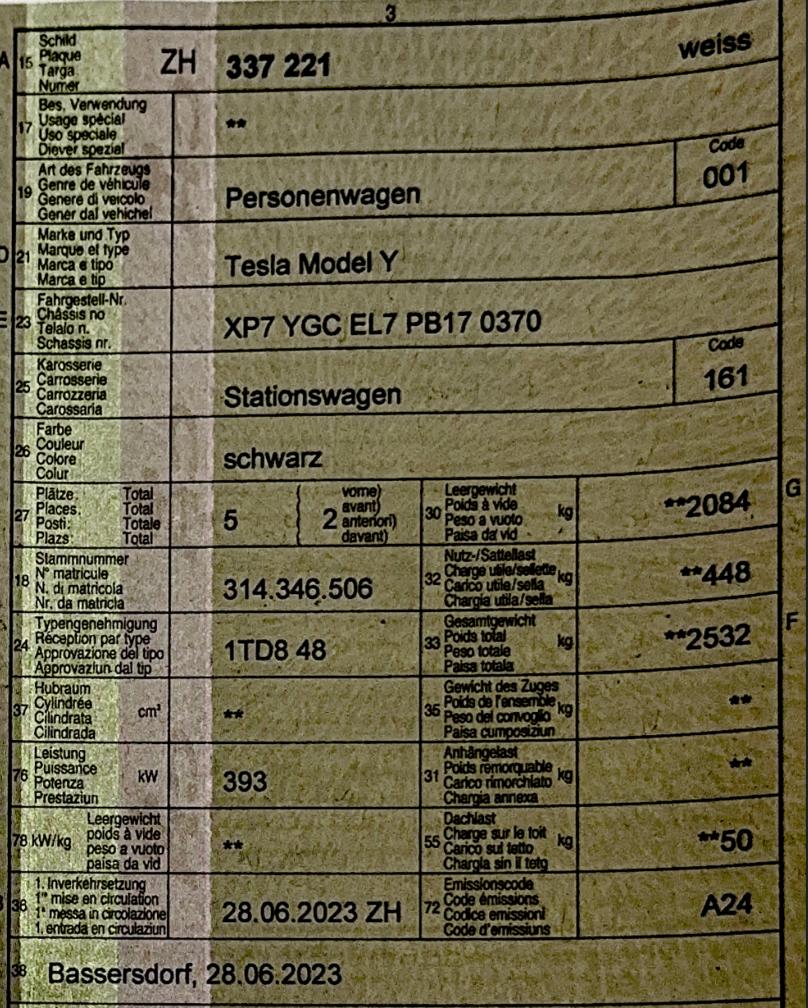 3
A 15 Schild ZH 337 221 weiss
Plaque
Targa
Numer
17 Bes. Verwendung **
Usage spécial
Uso speciale
Diever spezial
19 Art des Fahrzeugs Personenwagen Code
Genre de véhicule 001
Genere di veicolo
Gener dal vehichel
21 Marke und Typ Tesla Model Y
Marque et type
Marca e tipo
Marca e tip
E 23 Fahrgestell-Nr. XP7 YGC EL7 PB17 0370
Châssis no
Telaio n.
Schassis nr.
25 Karosserie Stationswagen Code
Carrosserie 161
Carrozzeria
Carossaria
26 Farbe schwarz
Couleur
Colore
Colur
27 Plätze: Total 5 ( 2 vorne)
Places: Total avant)
Posti: Totale anteriori)
Plazs: Total davant)
30 Leergewicht kg **2084 G
Poids à vide
Peso a vuoto
Paisa da vid
18 Stammnummer 314.346.506
N° matricule
N. di matricola
Nr. da matricla
32 Nutz-/Sattellast kg **448
Charge utile/sellette
Carico utile/sella
Chargia utila/sella
24 Typengenehmigung 1TD8 48
Réception par type
Approvazione del tipo
Approvaziun dal tip
33 Gesamtgewicht kg **2532 F
Poids total
Peso totale
Paisa totala
37 Hubraum cm³ **
Cylindrée
Cilindrata
Cilindrada
35 Gewicht des Zuges kg **
Poids de l'ensemble
Peso del convoglio
Paisa cumposiziun
76 Leistung kW 393
Puissance
Potenza
Prestaziun
31 Anhängelast kg **
Poids remorquable
Carico rimorchiato
Chargia annexa
78 kW/kg Leergewicht **
poids à vide
peso a vuoto
paisa da vid
55 Dachlast kg **50
Charge sur le toit
Carico sul tetto
Chargia sin il tetg
36 1. Inverkehrsetzung 28.06.2023 ZH
1re mise en circulation
1a messa in circolazione
1. entrada en circulaziun
72 Emissionscode A24
Code émissions
Codice emissioni
Code d'emissiuns
38 Bassersdorf, 28.06.2023